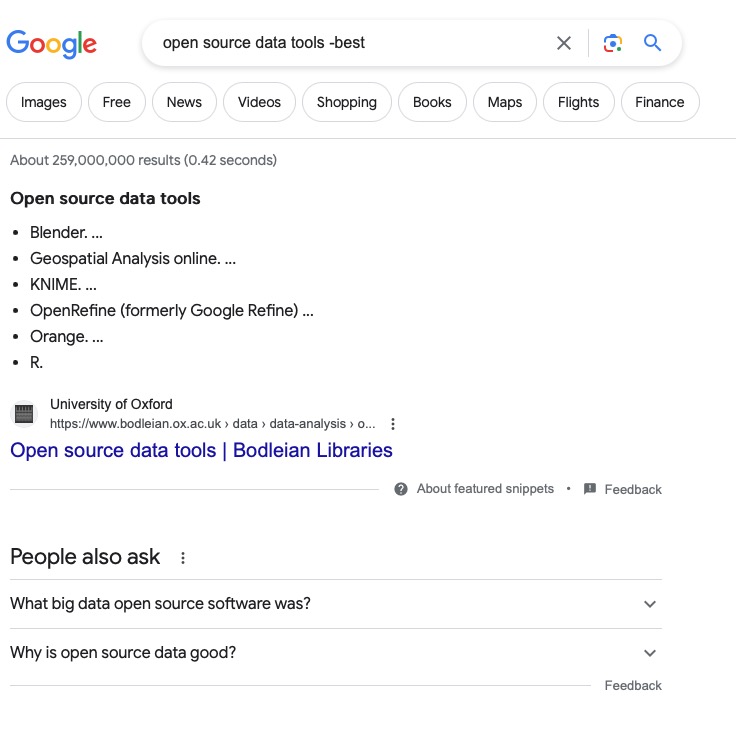 Google
open source data tools -best
Images Free News Videos Shopping Books Maps Flights Finance
About 259,000,000 results (0.42 seconds)
Open source data tools
• Blender. ...
• Geospatial Analysis online. ...
• KNIME. ...
• OpenRefine (formerly Google Refine) ...
• Orange. ...
• R.
University of Oxford
https://www.bodleian.ox.ac.uk › data › data-analysis › o...
Open source data tools | Bodleian Libraries
About featured snippets • Feedback
People also ask
What big data open source software was?
Why is open source data good?
Feedback